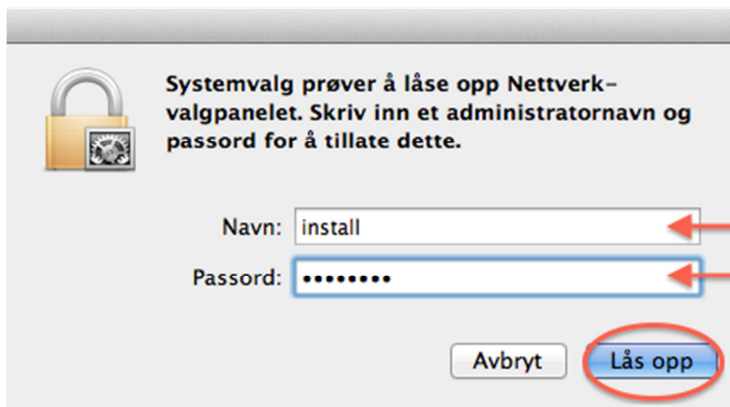 Systemvalg prøver å låse opp Nettverk-
valgpanelet. Skriv inn et administratornavn og
passord for å tillate dette.
Navn: install
Passord: ••••••••
Avbryt Lås opp